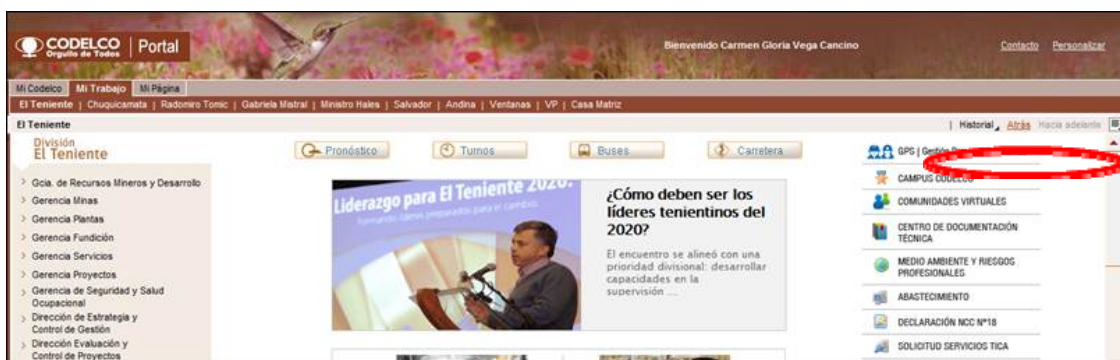 CODELCO | Portal
Orgullo de Todos
Bienvenido Carmen Gloria Vega Cancino
Contacto Personalizar
Mi Codelco Mi Trabajo Mi Página
El Teniente | Chuquicamata | Radomiro Tomic | Gabriela Mistral | Ministro Hales | Salvador | Andina | Ventanas | VP | Casa Matriz
El Teniente
| Historial Atrás Hacia adelante
División
El Teniente
Pronóstico Turnos Buses Carretera
> Gcia. de Recursos Mineros y Desarrollo
> Gerencia Minas
> Gerencia Plantas
> Gerencia Fundición
> Gerencia Servicios
> Gerencia Proyectos
> Gerencia de Seguridad y Salud
Ocupacional
> Dirección de Estrategia y
Control de Gestión
> Dirección Evaluación y
Control de Proyectos
Liderazgo para El Teniente 2020.
Formando líderes preparados para el cambio.
¿Cómo deben ser los
líderes tenientinos del
2020?
El encuentro se alineó con una
prioridad divisional: desarrollar
capacidades en la
supervisión ....
GPS | Gestión
CAMPUS CODELCO
COMUNIDADES VIRTUALES
CENTRO DE DOCUMENTACIÓN
TÉCNICA
MEDIO AMBIENTE Y RIESGOS
PROFESIONALES
ABASTECIMIENTO
DECLARACIÓN NCC Nº18
SOLICITUD SERVICIOS TICA